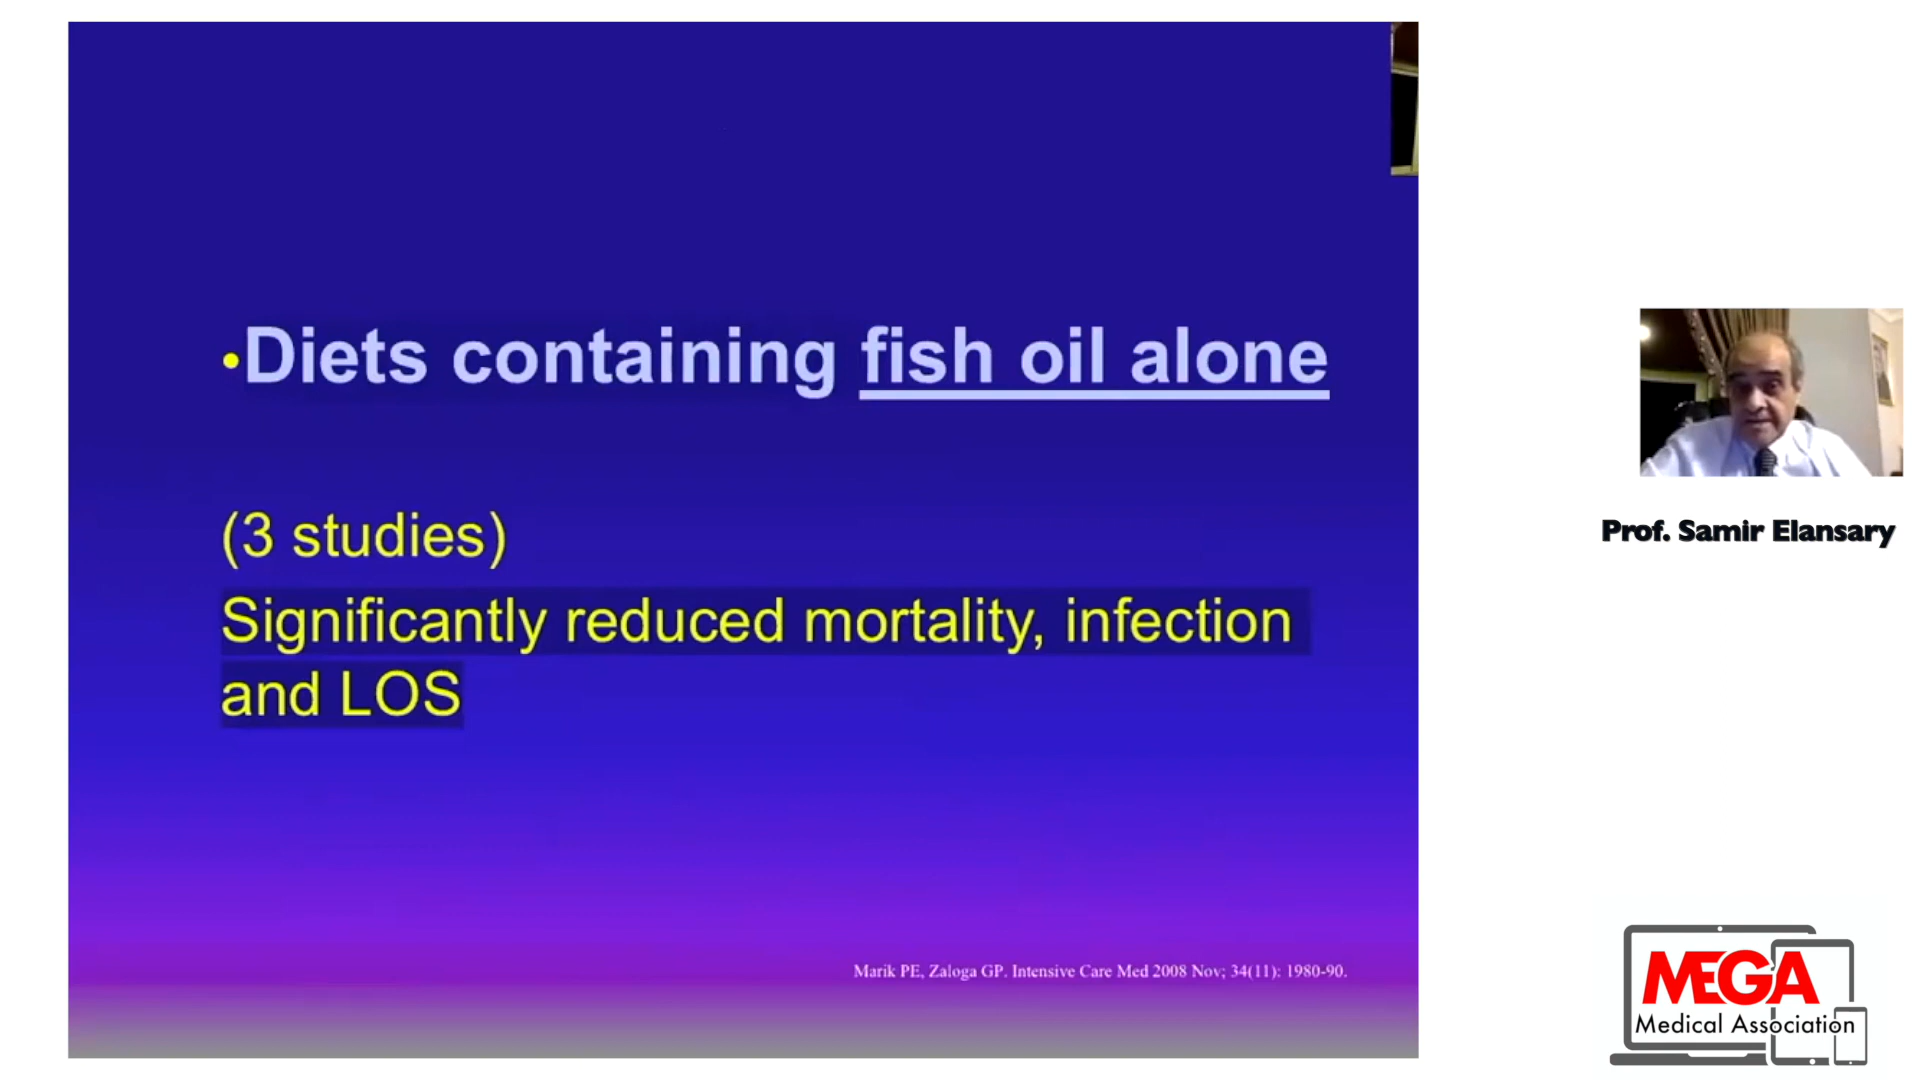 •Diets containing fish oil alone
(3 studies)
Significantly reduced mortality, infection
and LOS
Marik PE, Zaloga GP. Intensive Care Med 2008 Nov; 34(11): 1980-90.
Prof. Samir Elansary
MEGA
Medical Association